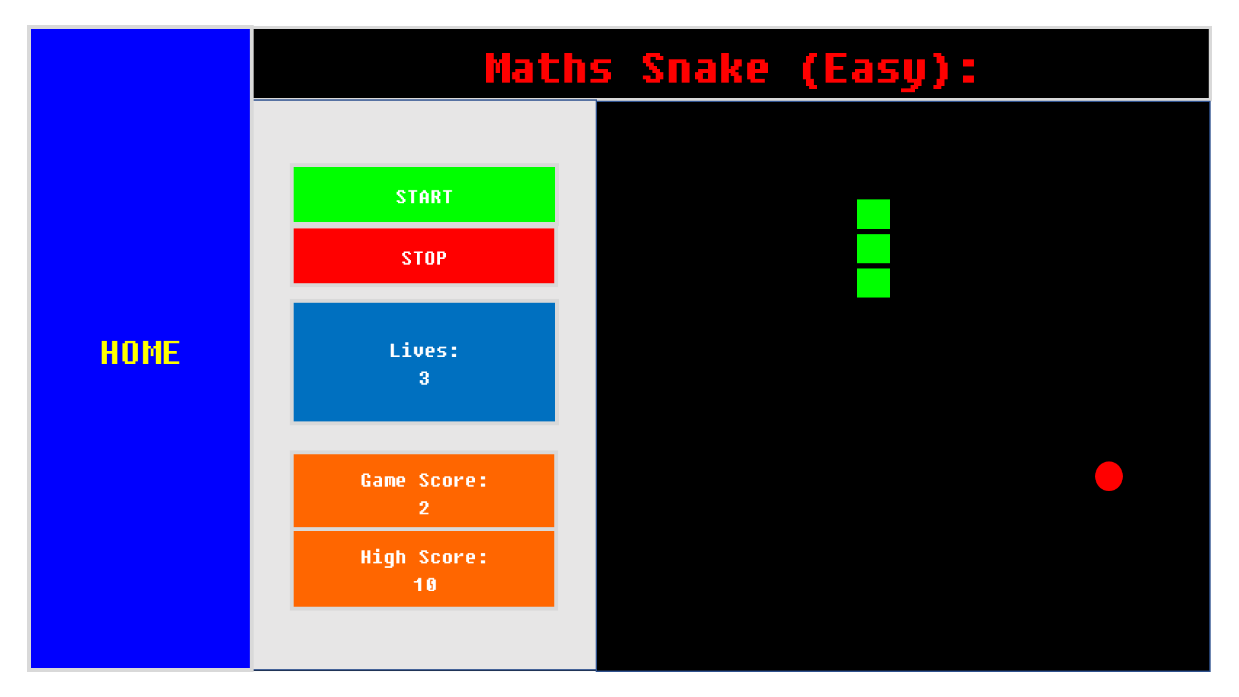 Maths Snake (Easy):
HOME
START
STOP
Lives:
3
Game Score:
2
High Score:
10